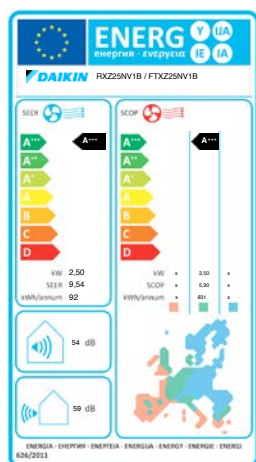 ENERG Y IJA
енергия · ενεργεια IE IA
DAIKIN RXZ25NV1B / FTXZ25NV1B
SEER SCOP
A+++ A+++ A+++ A+++
A++ A++
A+ A+
A A
B B
C C
D D
kW 2,50 kW x 3,50 x
SEER 9,54 SCOP x 5,90 x
kWh/annum 92 kWh/annum x 831 x
54 dB
59 dB
ENERGIA · ЕНЕРГИЯ · ΕΝΕΡΓΕΙΑ · ENERGIJA · ENERGY · ENERGIE · ENERGI
626/2011